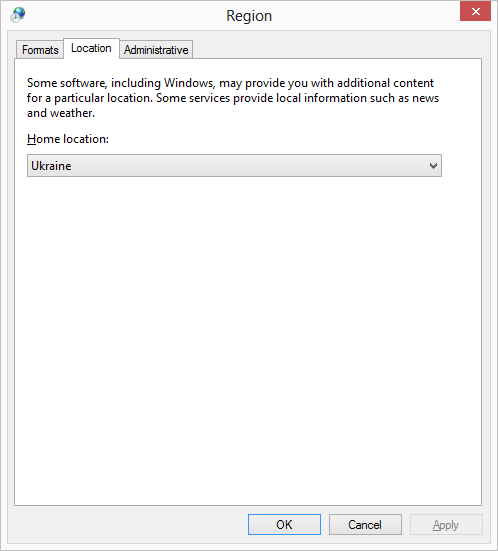 Region
Formats
Location
Administrative
Some software, including Windows, may provide you with additional content
for a particular location. Some services provide local information such as news
and weather.
Home location:
Ukraine
OK
Cancel
Apply